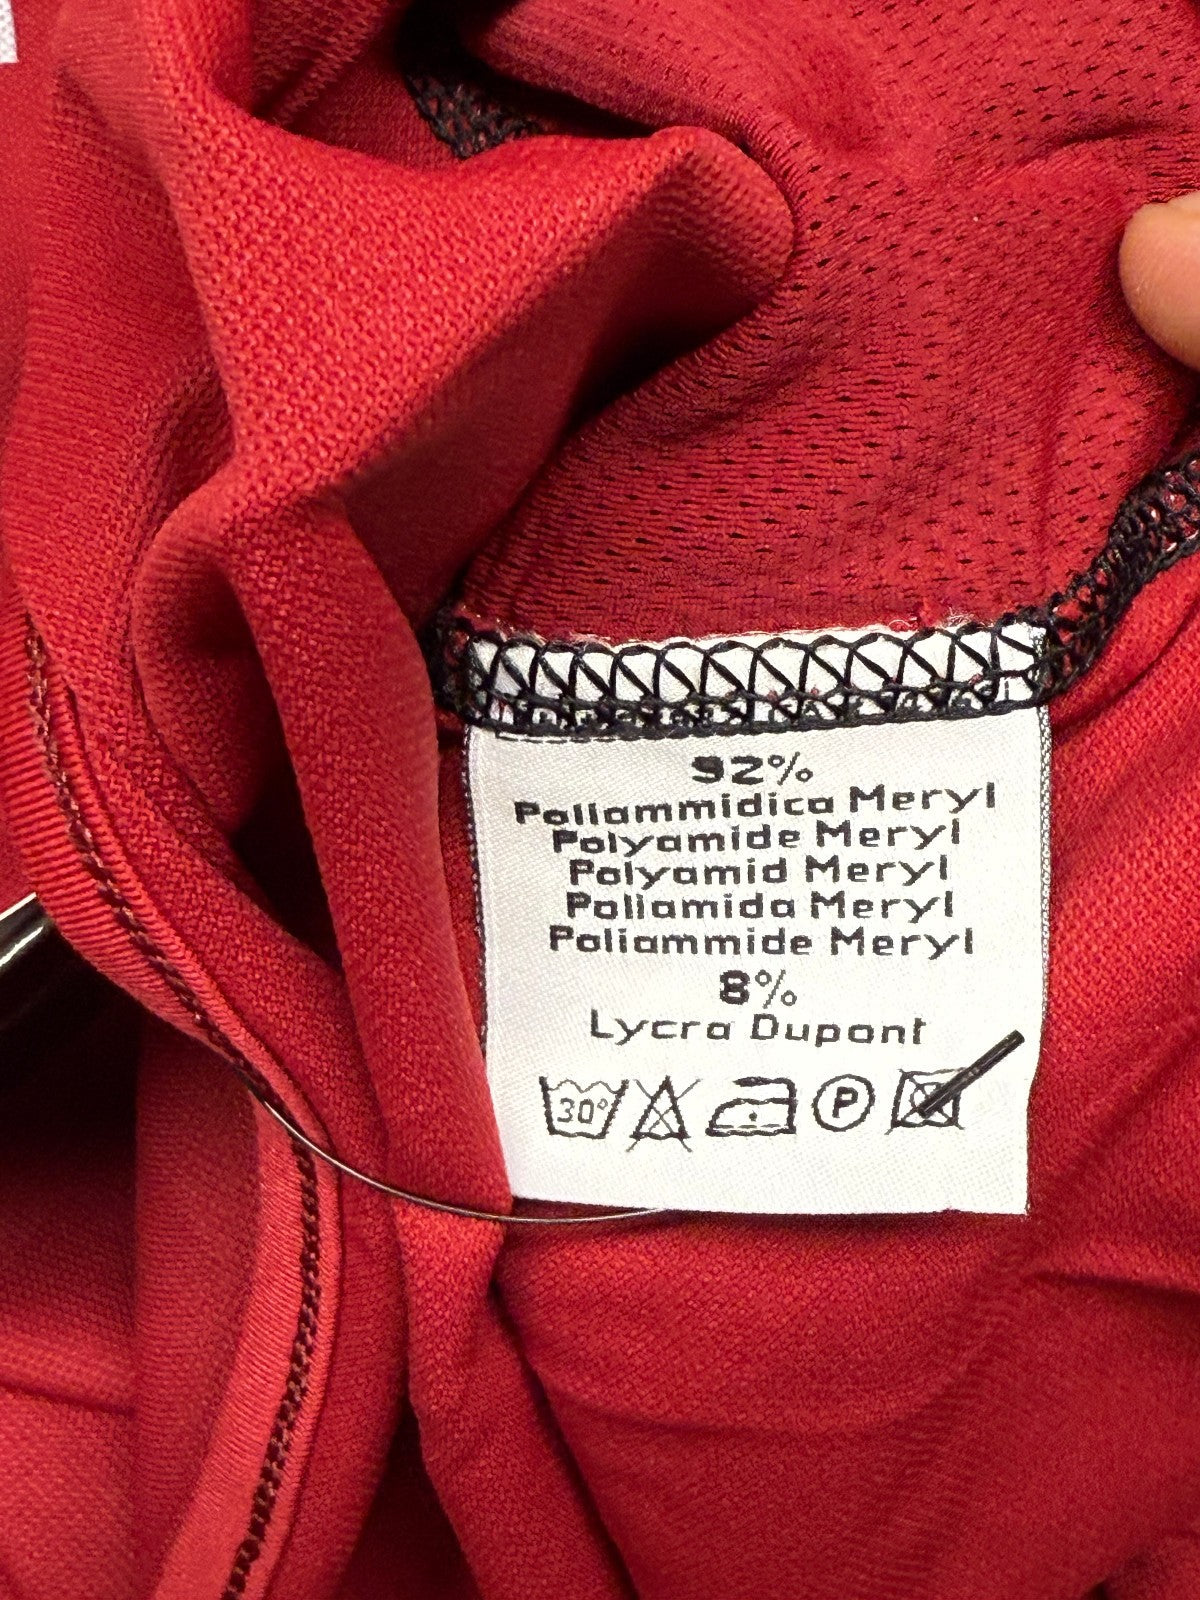 92%
Poliammidica Meryl
Polyamide Meryl
Polyamid Meryl
Poliamida Meryl
Poliammide Meryl
8%
Lycra Dupont
30° P